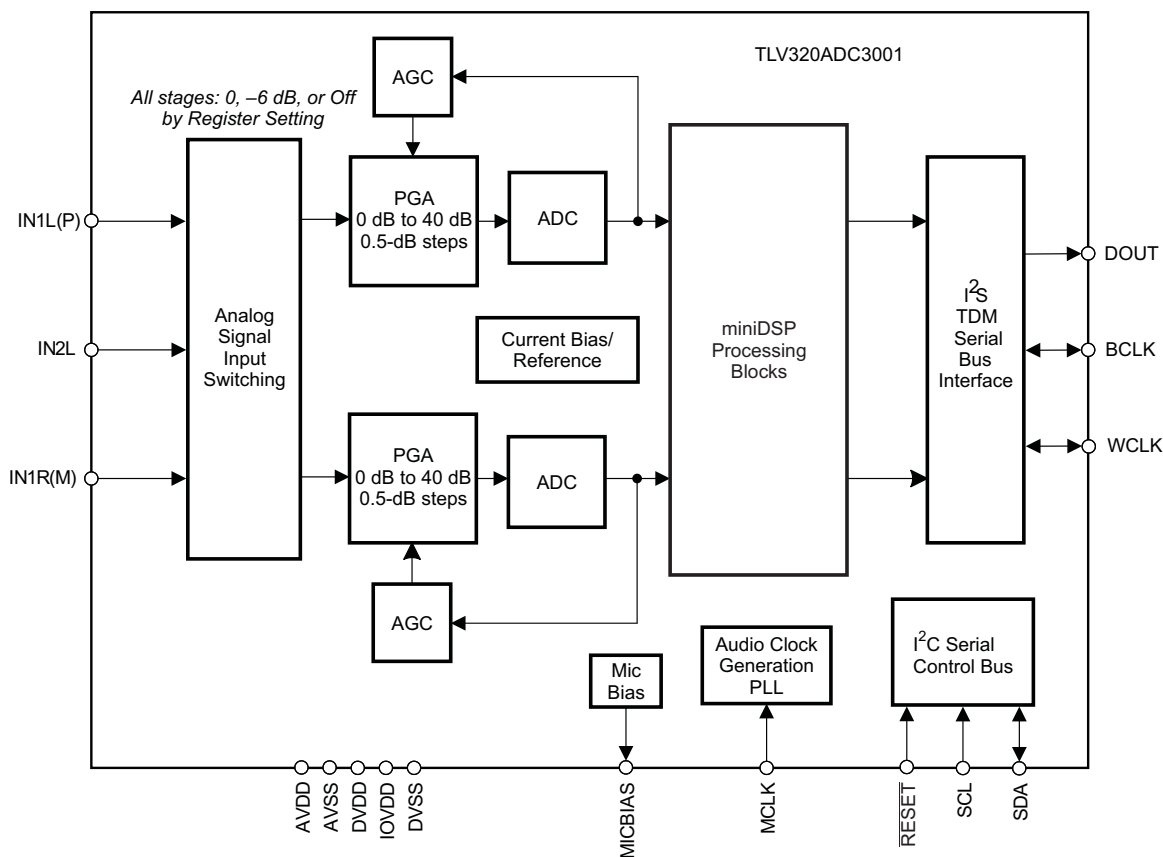 TLV320ADC3001
AGC
All stages: 0, –6 dB, or Off
by Register Setting
IN1L(P)
IN2L
IN1R(M)
Analog
Signal
Input
Switching
PGA
0 dB to 40 dB
0.5-dB steps
ADC
Current Bias/
Reference
PGA
0 dB to 40 dB
0.5-dB steps
ADC
AGC
miniDSP
Processing
Blocks
I²S
TDM
Serial
Bus
Interface
DOUT
BCLK
WCLK
Mic
Bias
Audio Clock
Generation
PLL
I²C Serial
Control Bus
AVDD
AVSS
DVDD
IOVDD
DVSS
MICBIAS
MCLK
RESET
SCL
SDA